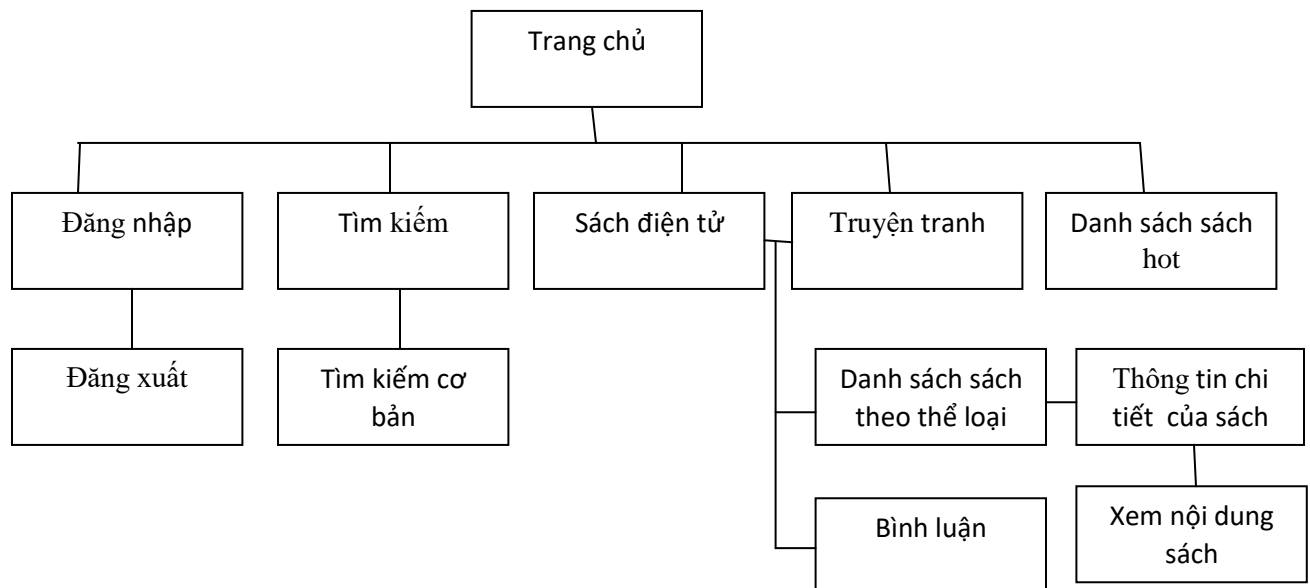 Trang chủ
Đăng nhập
Tìm kiếm
Sách điện tử
Truyện tranh
Danh sách sách
hot
Đăng xuất
Tìm kiếm cơ
bản
Danh sách sách
theo thể loại
Thông tin chi
tiết của sách
Bình luận
Xem nội dung
sách